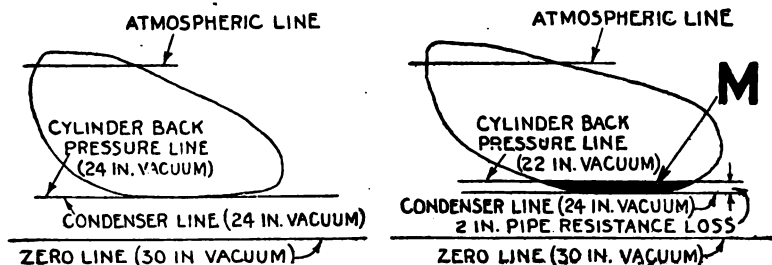 ATMOSPHERIC LINE
CYLINDER BACK
PRESSURE LINE
(24 IN. VACUUM)
CONDENSER LINE (24 IN. VACUUM)
ZERO LINE (30 IN VACUUM)
ATMOSPHERIC LINE
M
CYLINDER BACK
PRESSURE LINE
(22 IN. VACUUM)
CONDENSER LINE (24 IN. VACUUM)
2 IN. PIPE RESISTANCE LOSS
ZERO LINE (30 IN. VACUUM)